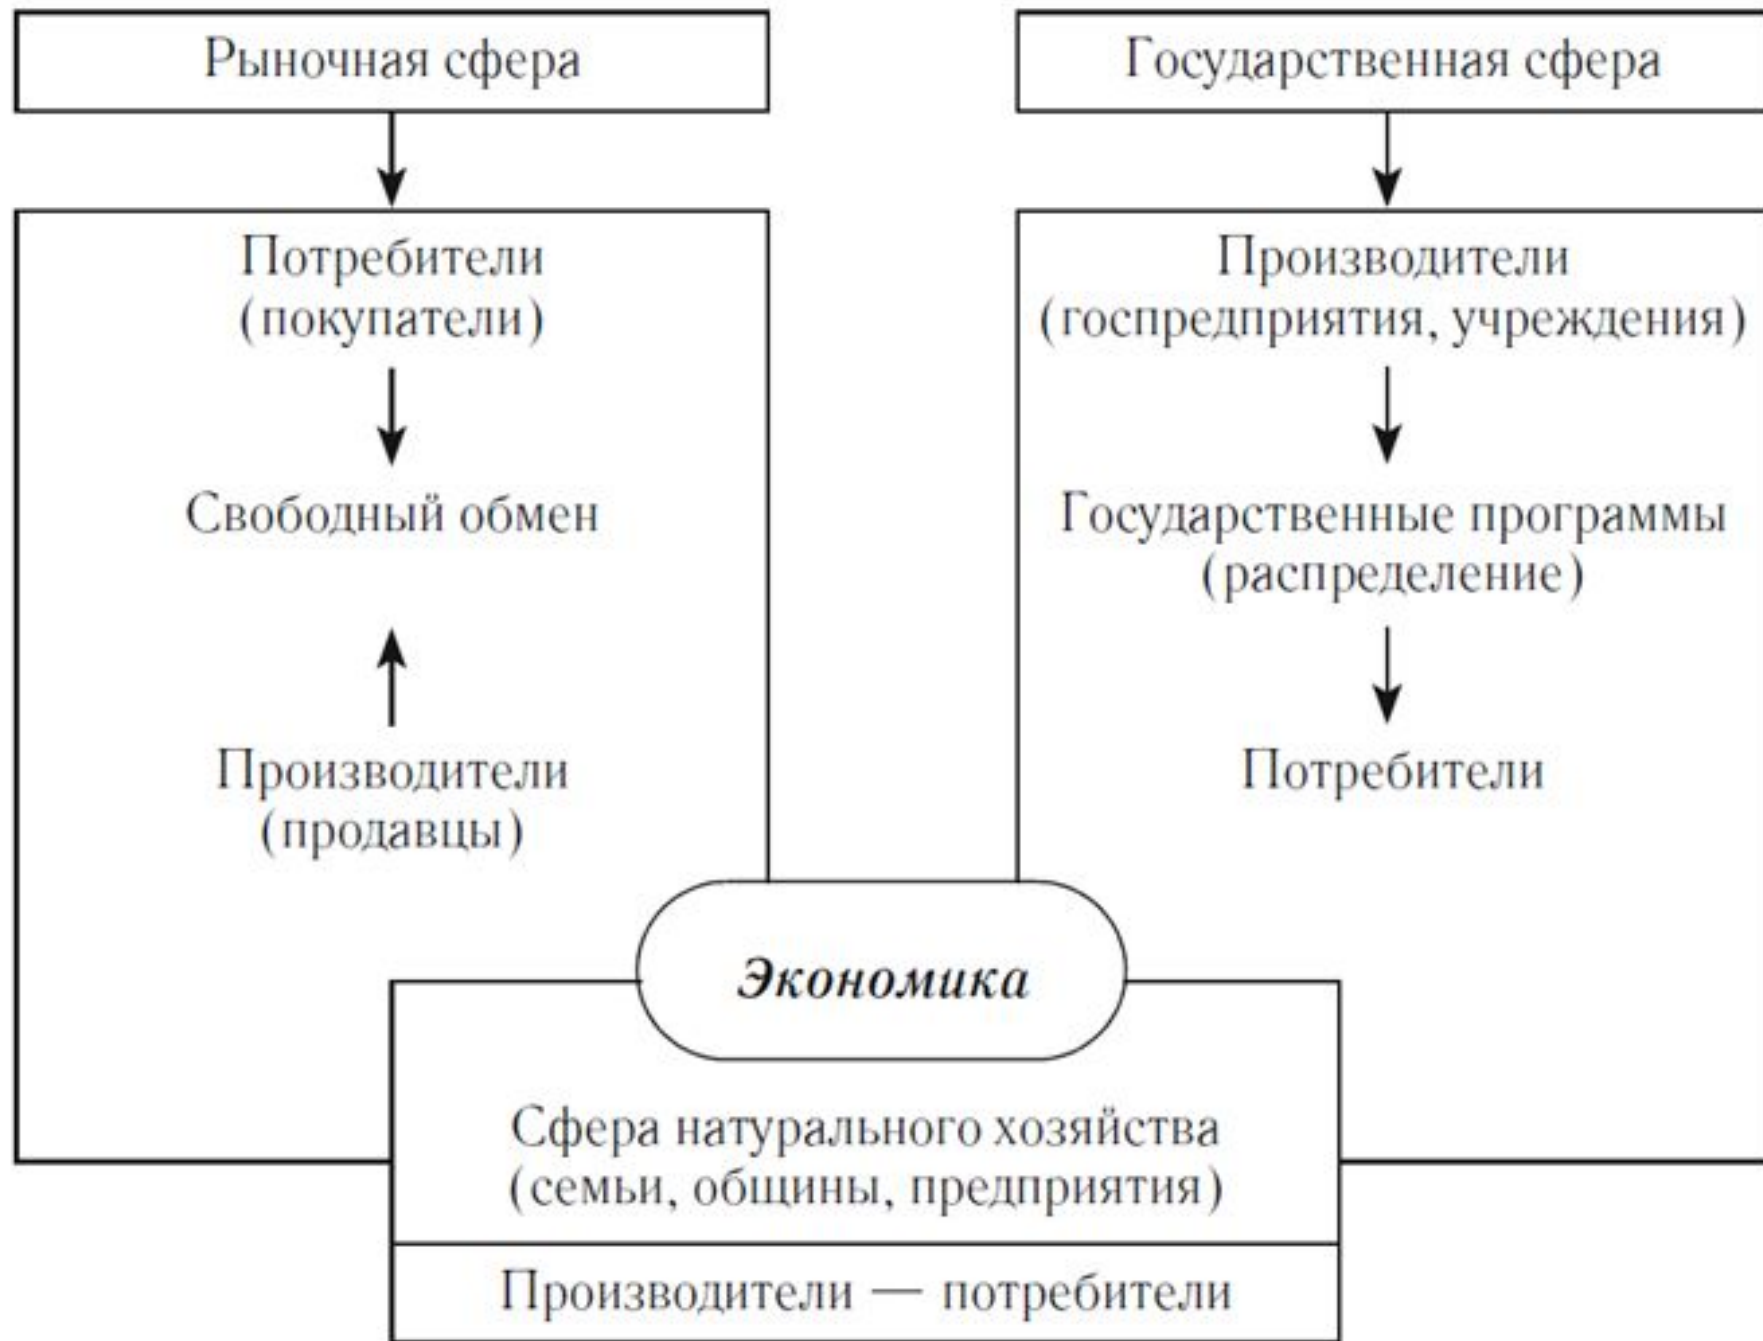 Рыночная сфера
Потребители
(покупатели)
Свободный обмен
Производители
(продавцы)
Государственная сфера
Производители
(госпредприятия, учреждения)
Государственные программы
(распределение)
Потребители
Экономика
Сфера натурального хозяйства
(семьи, общины, предприятия)
Производители — потребители